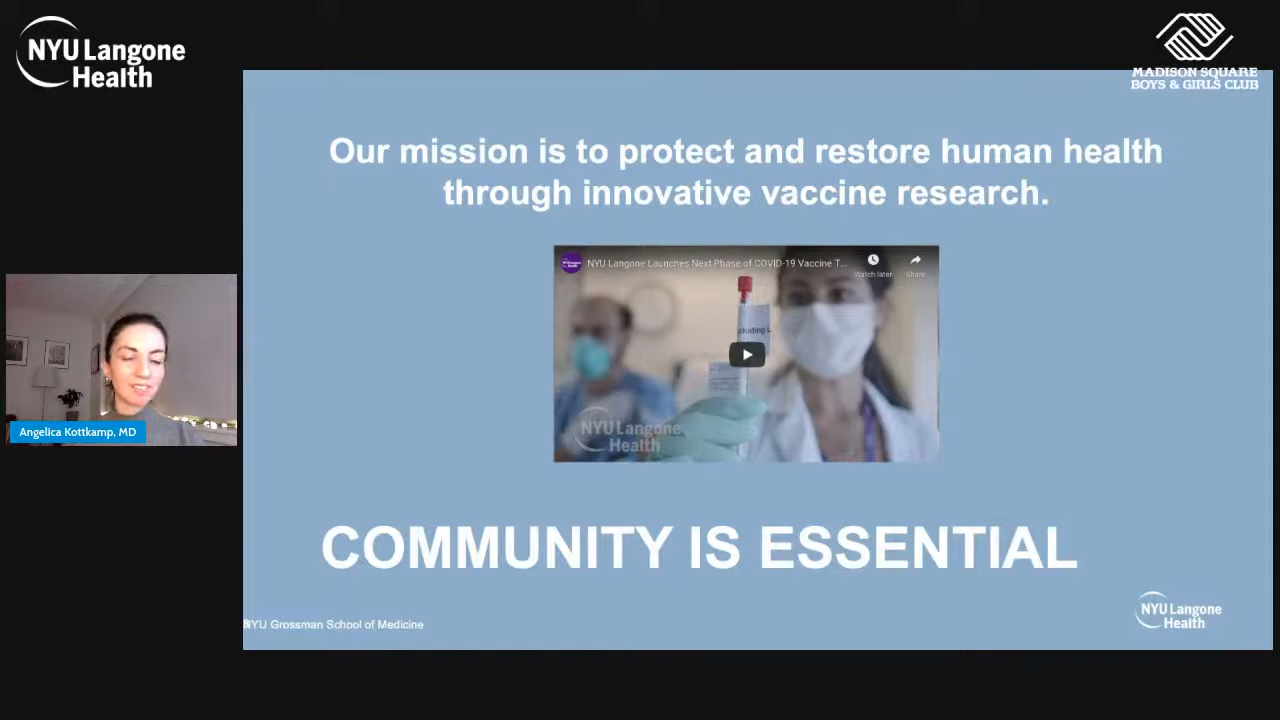 NYU Langone
Health
MADISON SQUARE
BOYS & GIRLS CLUB
Our mission is to protect and restore human health
through innovative vaccine research.
NYU Langone Launches Next Phase of COVID-19 Vaccine T...
Watch later
Share
cluding
NYU Langone
Health
Angelica Kottkamp, MD
COMMUNITY IS ESSENTIAL
NYU Grossman School of Medicine
NYU Langone
Health